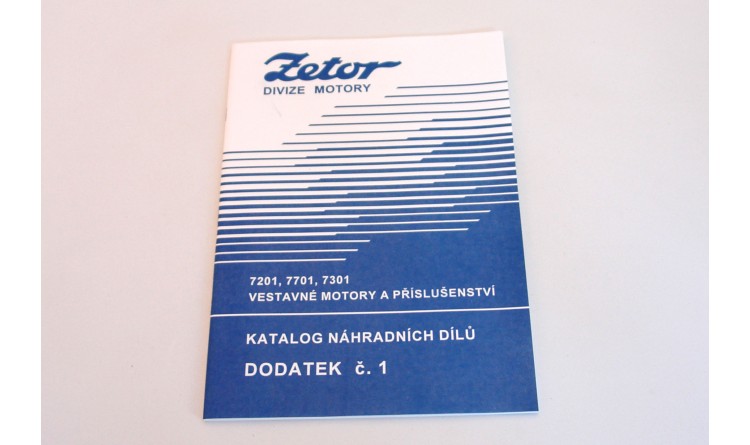 Zetor
DIVIZE MOTORY
7201, 7701, 7301
VESTAVNÉ MOTORY A PŘÍSLUŠENSTVÍ
KATALOG NÁHRADNÍCH DÍLŮ
DODATEK č. 1